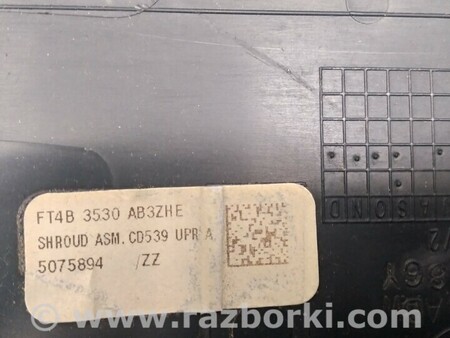 FT4B 3530 AB3ZHE
SHROUD ASM. CD539 UPR A
5075894 /ZZ
www.razborki.com